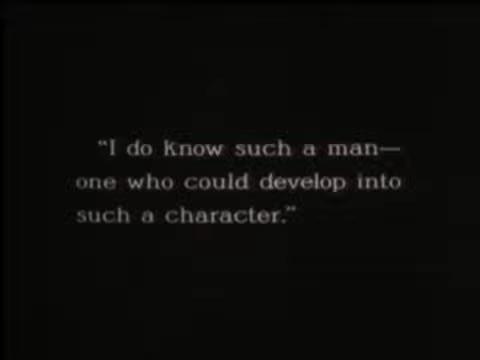 “I do know such a man—
one who could develop into
such a character.”